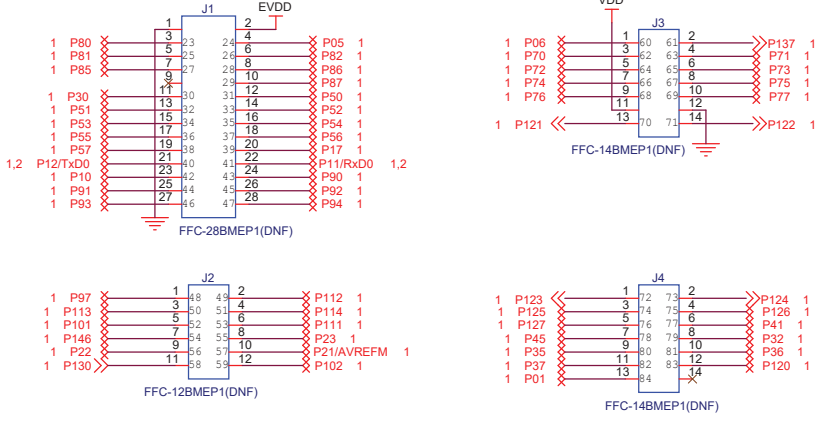 J1
EVDD
1 2
1 P80 3 23 24 4 P05 1
1 P81 5 25 26 6 P82 1
1 P85 7 27 28 8 P86 1
9 29 10 P87 1
1 P30 11 30 31 12 P50 1
1 P51 13 32 33 14 P52 1
1 P53 15 34 35 16 P54 1
1 P55 17 36 37 18 P56 1
1 P57 19 38 39 20 P17 1
1,2 P12/TxD0 21 40 41 22 P11/RxD0 1,2
1 P10 23 42 43 24 P90 1
1 P91 25 44 45 26 P92 1
1 P93 27 46 47 28 P94 1
FFC-28BMEP1(DNF)
VDD
J3
1 P06 1 60 61 2 P137 1
1 P70 3 62 63 4 P71 1
1 P72 5 64 65 6 P73 1
1 P74 7 66 67 8 P75 1
1 P76 9 68 69 10 P77 1
11 12
1 P121 13 70 71 14 P122 1
FFC-14BMEP1(DNF)
J2
1 P97 1 48 49 2 P112 1
1 P113 3 50 51 4 P114 1
1 P101 5 52 53 6 P111 1
1 P146 7 54 55 8 P23 1
1 P22 9 56 57 10 P21/AVREFM 1
1 P130 11 58 59 12 P102 1
FFC-12BMEP1(DNF)
J4
1 P123 1 72 73 2 P124 1
1 P125 3 74 75 4 P126 1
1 P127 5 76 77 6 P41 1
1 P45 7 78 79 8 P32 1
1 P35 9 80 81 10 P36 1
1 P37 11 82 83 12 P120 1
1 P01 13 84 14
FFC-14BMEP1(DNF)